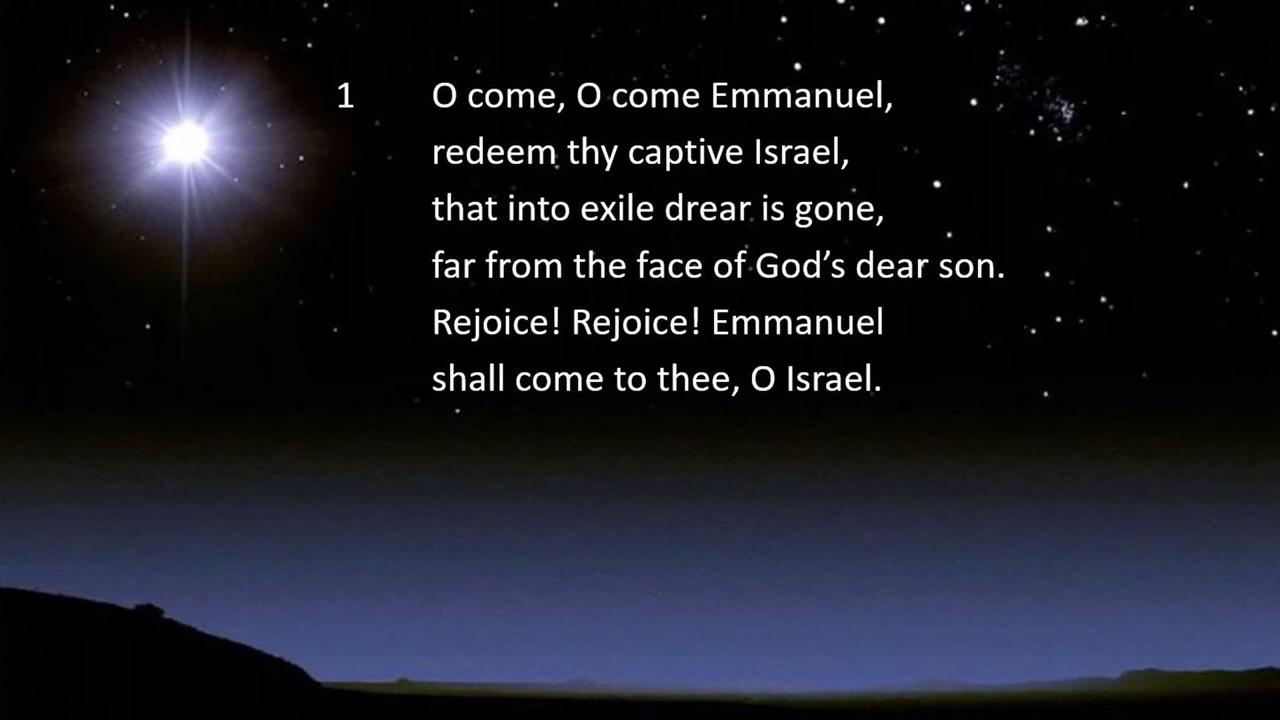 1 O come, O come Emmanuel,
redeem thy captive Israel,
that into exile drear is gone,
far from the face of God’s dear son.
Rejoice! Rejoice! Emmanuel
shall come to thee, O Israel.